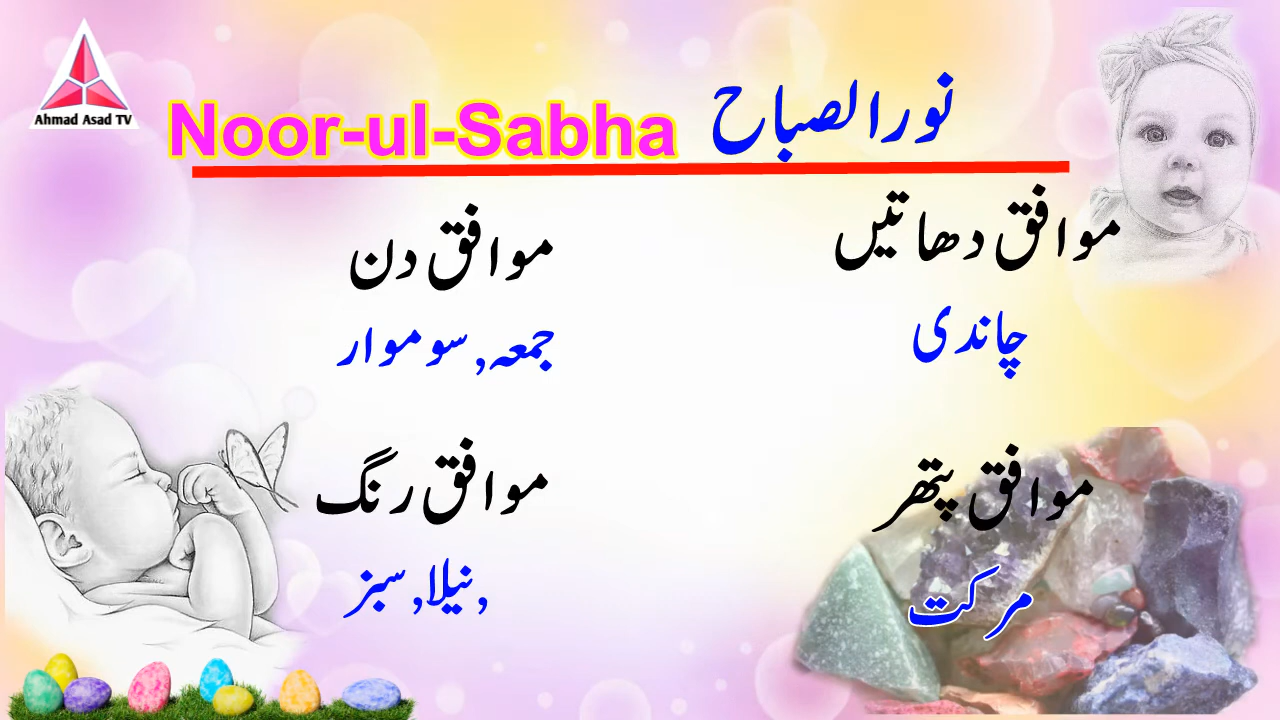 Ahmad Asad TV
Noor-ul-Sabha نورالصباح
موافق دھاتیں
چاندی
موافق دن
جمعہ, سوموار
موافق پتھر
مرکت
موافق رنگ
,نیلا, سبز